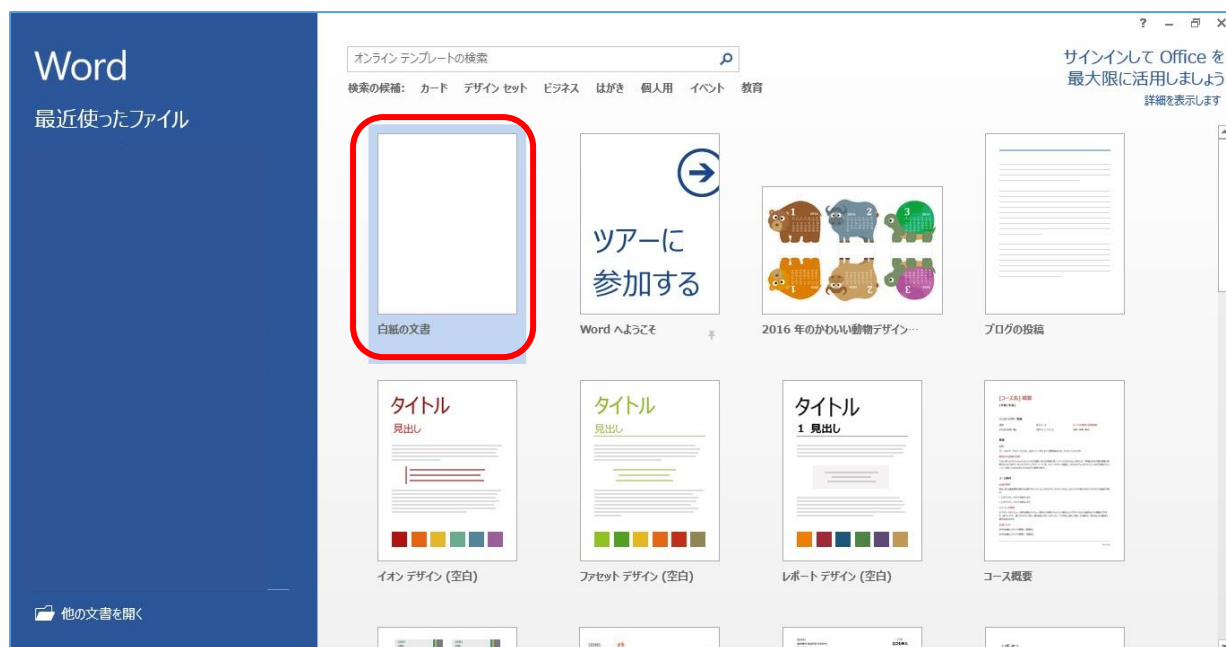 ? － × 
Word
最近使ったファイル
他の文書を開く
オンライン テンプレートの検索
検索の候補: カード デザイン セット ビジネス はがき 個人用 イベント 教育
サインインして Office を
最大限に活用しましょう
詳細を表示します
白紙の文書
ツアーに
参加する
Word へようこそ
1 2 3
2016 年のかわいい動物デザイン…
ブログの投稿
タイトル
見出し
イオン デザイン (空白)
タイトル
見出し
ファセット デザイン (空白)
タイトル
1 見出し
レポート デザイン (空白)
[コース名] 概要
コース概要